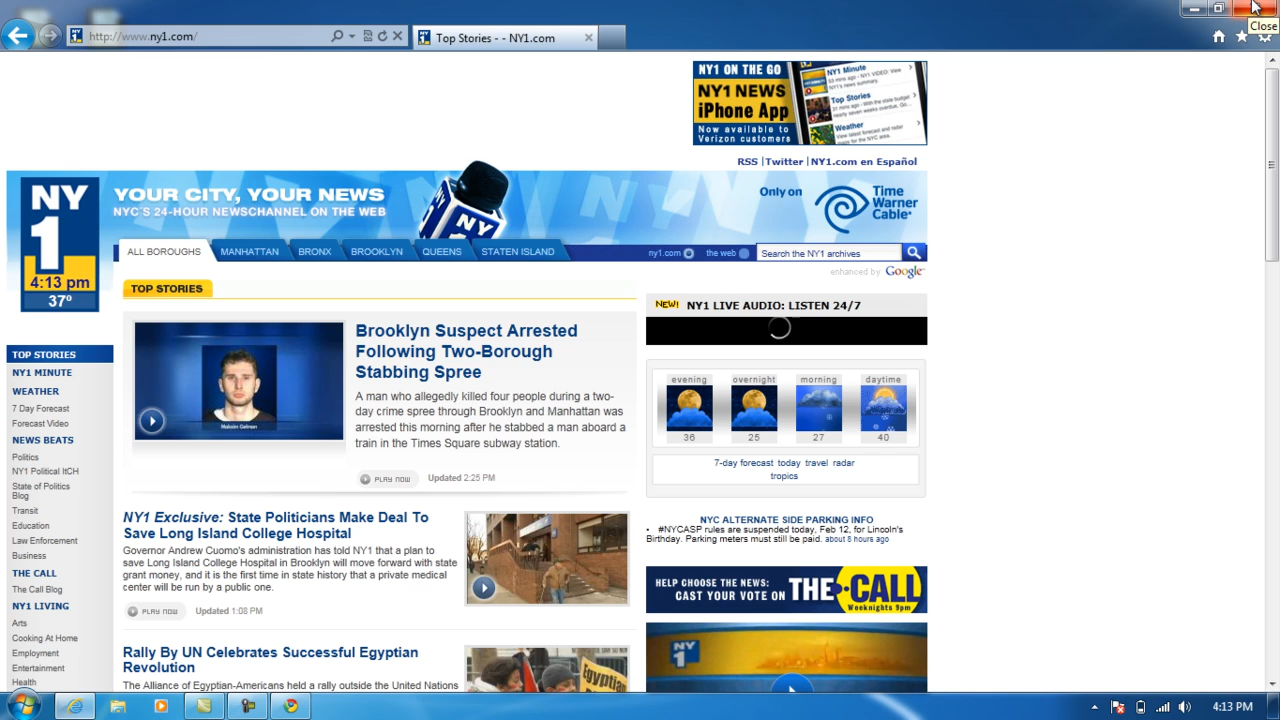 Close
http://www.ny1.com/
Top Stories - - NY1.com
NY1 ON THE GO
NY1 NEWS
iPhone App
Now available to
Verizon customers
NY1 Minute
Top Stories
Weather
RSS | Twitter | NY1.com en Español
NY
1
4:13 pm
37º
YOUR CITY, YOUR NEWS
NYC'S 24-HOUR NEWSCHANNEL ON THE WEB
NY
Only on
Time
Warner
Cable®
ALL BOROUGHS
MANHATTAN
BRONX
BROOKLYN
QUEENS
STATEN ISLAND
ny1.com
the web
Search the NY1 archives
enhanced by Google™
TOP STORIES
NY1 MINUTE
WEATHER
7 Day Forecast
Forecast Video
NEWS BEATS
Politics
NY1 Political ItCH
State of Politics
Blog
Transit
Education
Law Enforcement
Business
THE CALL
The Call Blog
NY1 LIVING
Arts
Cooking At Home
Employment
Entertainment
Health
TOP STORIES
Brooklyn Suspect Arrested
Following Two-Borough
Stabbing Spree
A man who allegedly killed four people during a two-
day crime spree through Brooklyn and Manhattan was
arrested this morning after he stabbed a man aboard a
train in the Times Square subway station.
PLAY NOW
Updated 2:25 PM
NY1 Exclusive: State Politicians Make Deal To
Save Long Island College Hospital
Governor Andrew Cuomo's administration has told NY1 that a plan to
save Long Island College Hospital in Brooklyn will move forward with state
grant money, and it is the first time in state history that a private medical
center will be run by a public one.
PLAY NOW
Updated 1:08 PM
Rally By UN Celebrates Successful Egyptian
Revolution
The Alliance of Egyptian-Americans held a rally outside the United Nations
Egyptian
NEW! NY1 LIVE AUDIO: LISTEN 24/7
evening
overnight
morning
daytime
36
25
27
40
7-day forecast today travel radar
tropics
NYC ALTERNATE SIDE PARKING INFO
• #NYCASP rules are suspended today, Feb 12, for Lincoln's
Birthday. Parking meters must still be paid. about 8 hours ago
HELP CHOOSE THE NEWS:
CAST YOUR VOTE ON
THE CALL
Weeknights 9pm
NY
1
4:13 PM